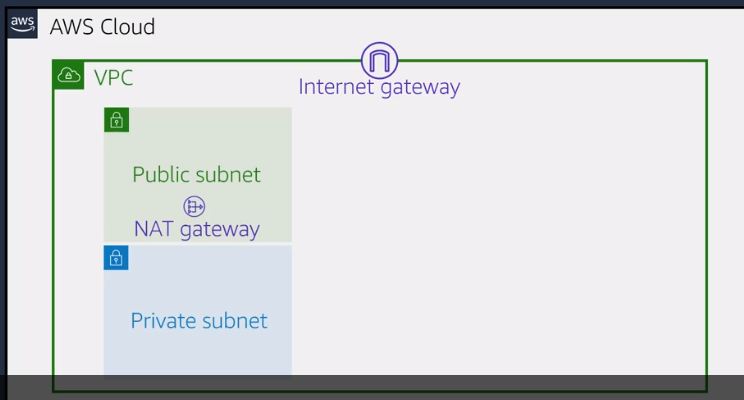 aws
AWS Cloud
VPC
Internet gateway
Public subnet
NAT gateway
Private subnet